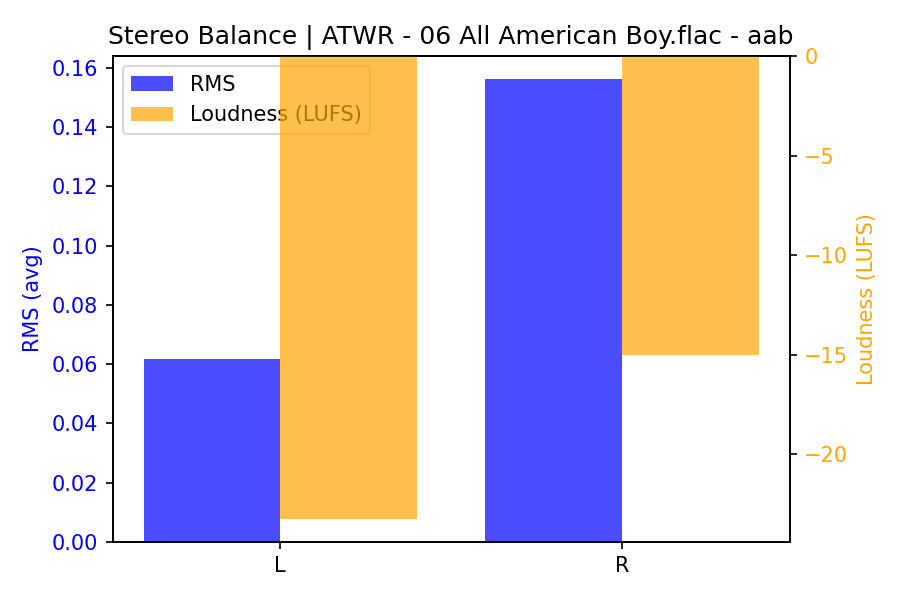 Stereo Balance | ATWR - 06 All American Boy.flac - aab
RMS
Loudness (LUFS)
RMS (avg)
0.16
0.14
0.12
0.10
0.08
0.06
0.04
0.02
0.00
L
R
0
−5
−10
−15
−20
Loudness (LUFS)